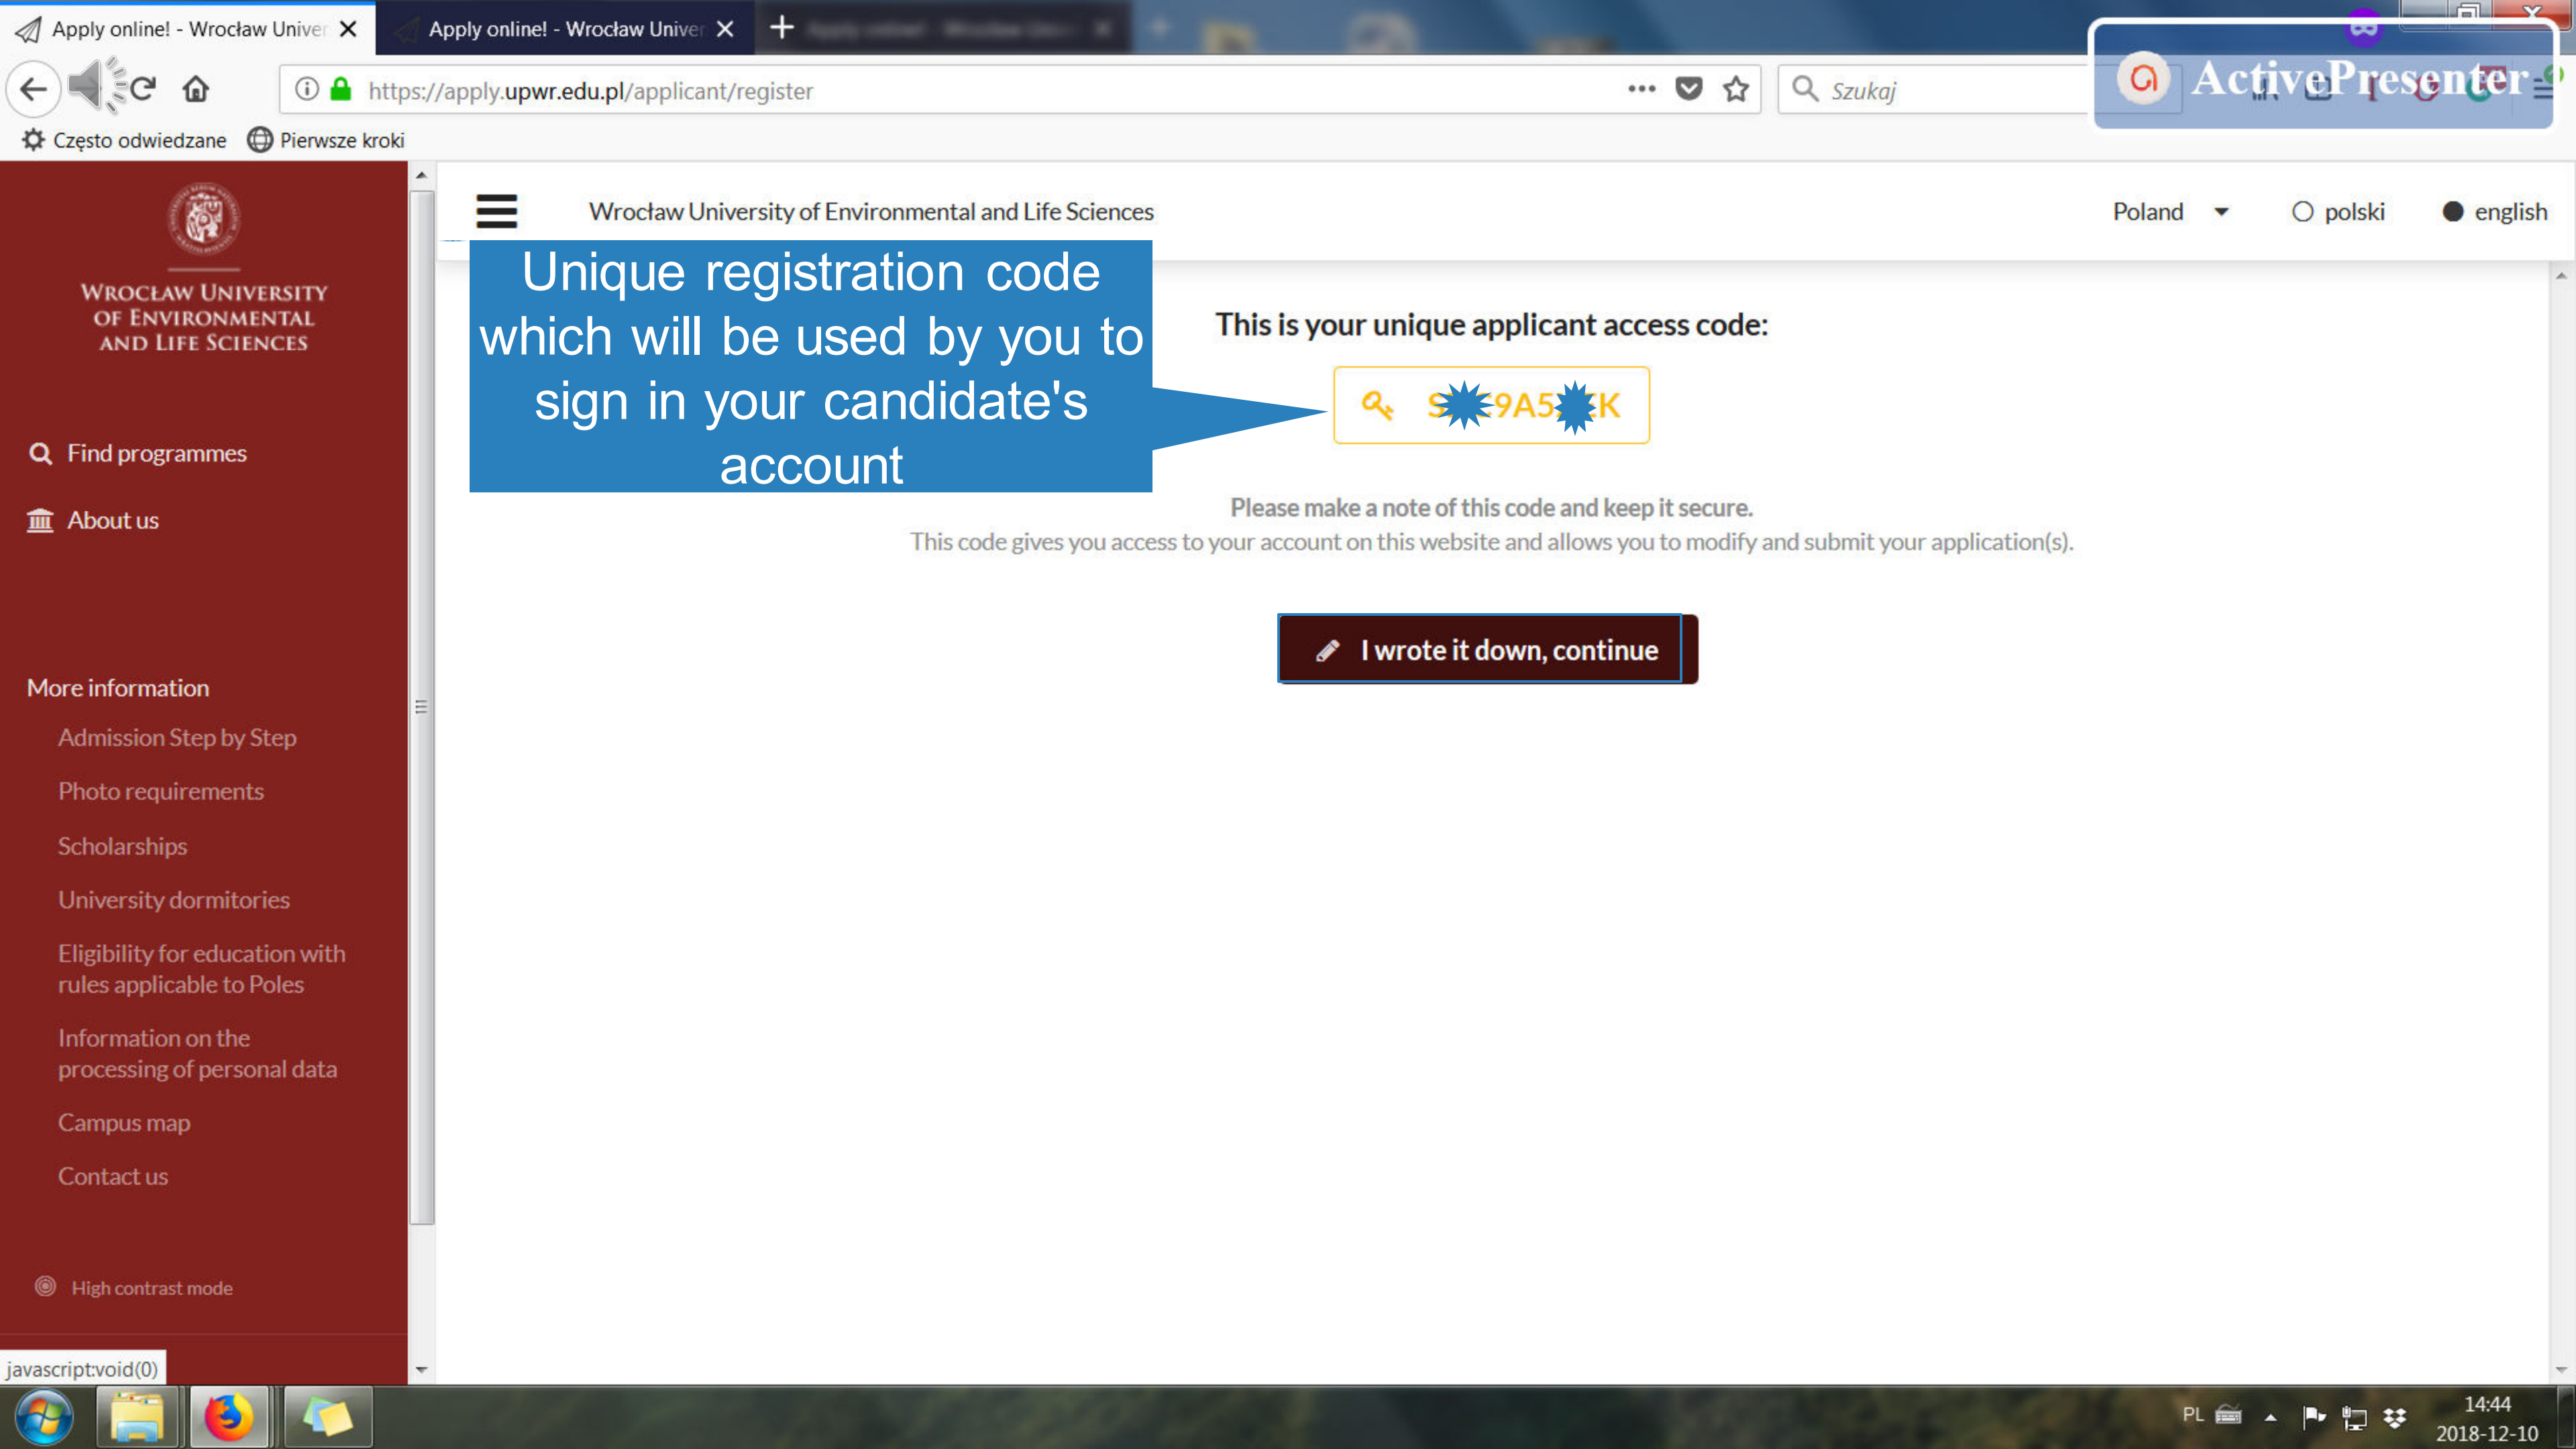 Apply online! - Wrocław Univer
Apply online! - Wrocław Univer
https://apply.upwr.edu.pl/applicant/register
Szukaj
ActivePresenter
Często odwiedzane
Pierwsze kroki
WROCŁAW UNIVERSITY
OF ENVIRONMENTAL
AND LIFE SCIENCES
Find programmes
About us
More information
Admission Step by Step
Photo requirements
Scholarships
University dormitories
Eligibility for education with
rules applicable to Poles
Information on the
processing of personal data
Campus map
Contact us
High contrast mode
javascript:void(0)
Wrocław University of Environmental and Life Sciences
Poland
polski
english
Unique registration code
which will be used by you to
sign in your candidate's
account
This is your unique applicant access code:
9A5
Please make a note of this code and keep it secure.
This code gives you access to your account on this website and allows you to modify and submit your application(s).
I wrote it down, continue
PL
14:44
2018-12-10